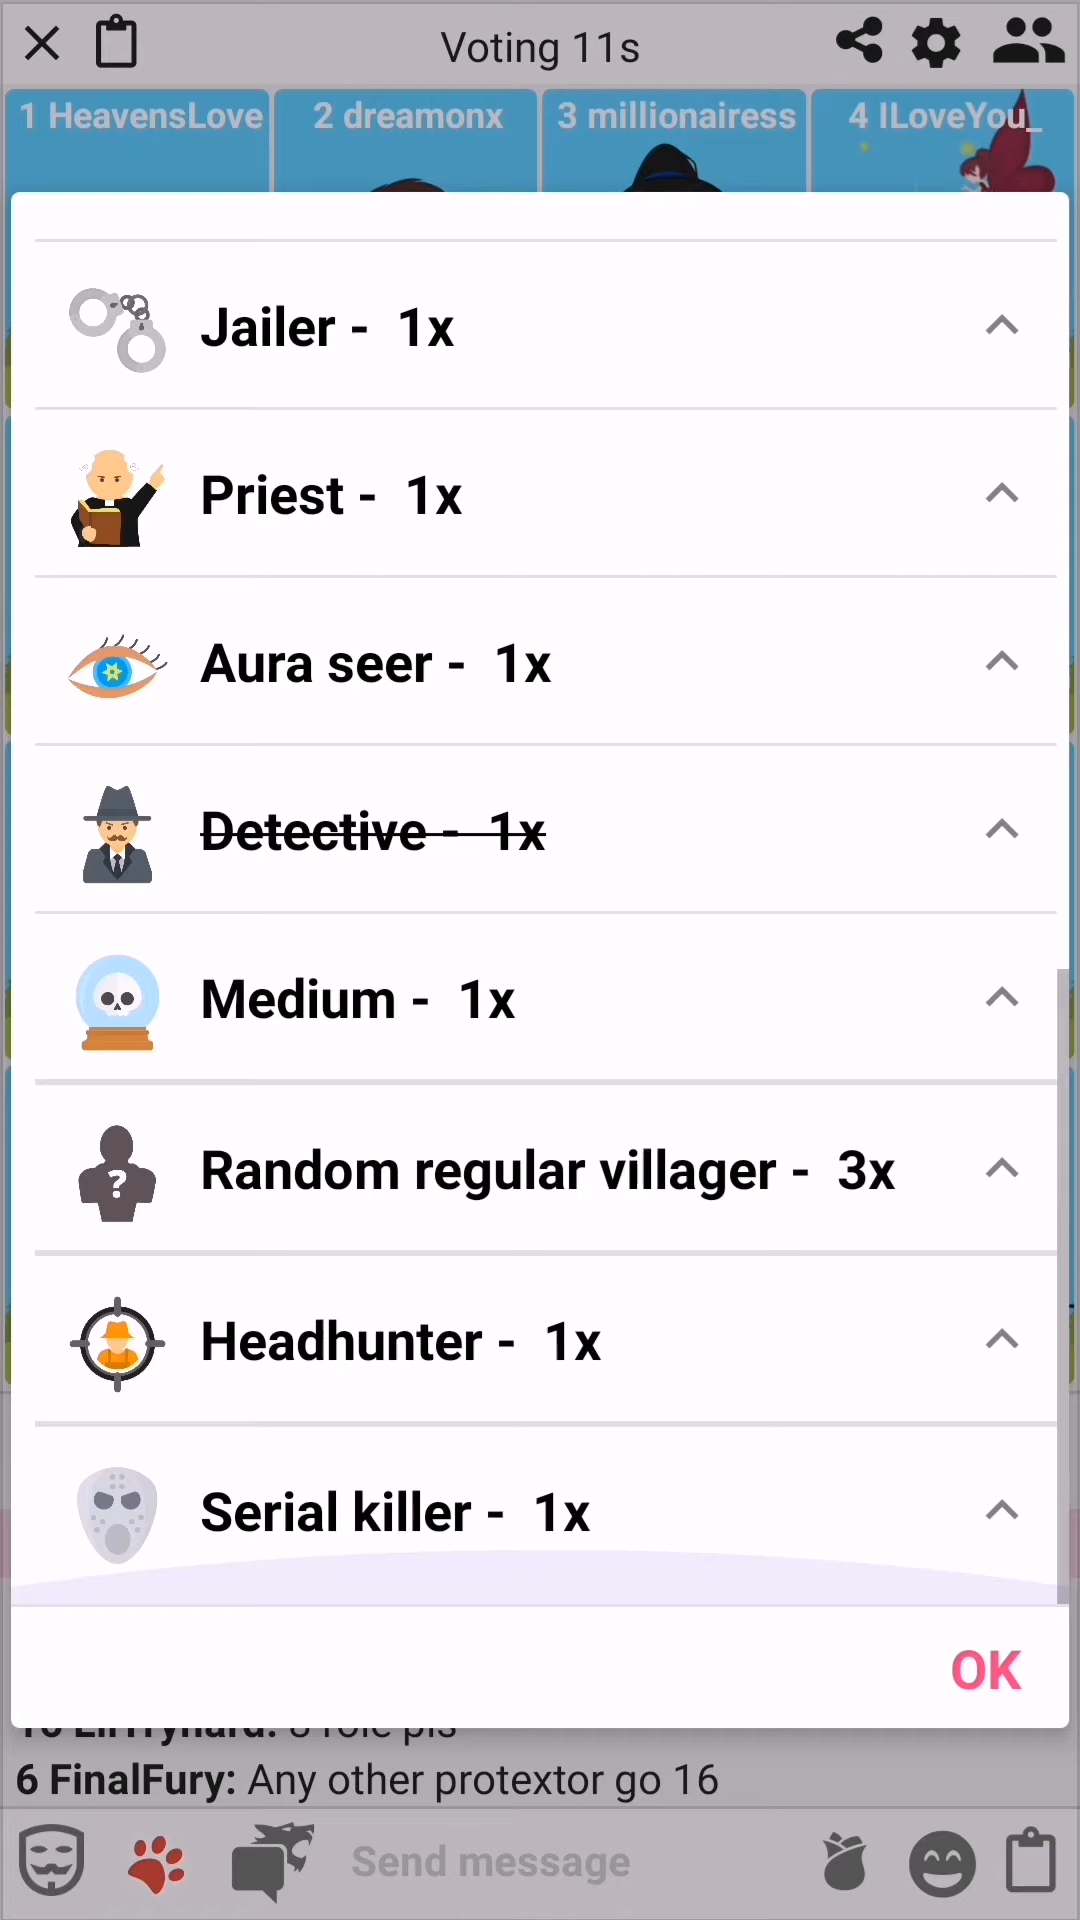 Voting 11s
1 HeavensLove
2 dreamonx
3 millionairess
4 ILoveYou_
Jailer - 1x
Priest - 1x
Aura seer - 1x
Detective - 1x
Medium - 1x
Random regular villager - 3x
?
Headhunter - 1x
Serial killer - 1x
OK
role pls
6 FinalFury: Any other protextor go 16
Send message